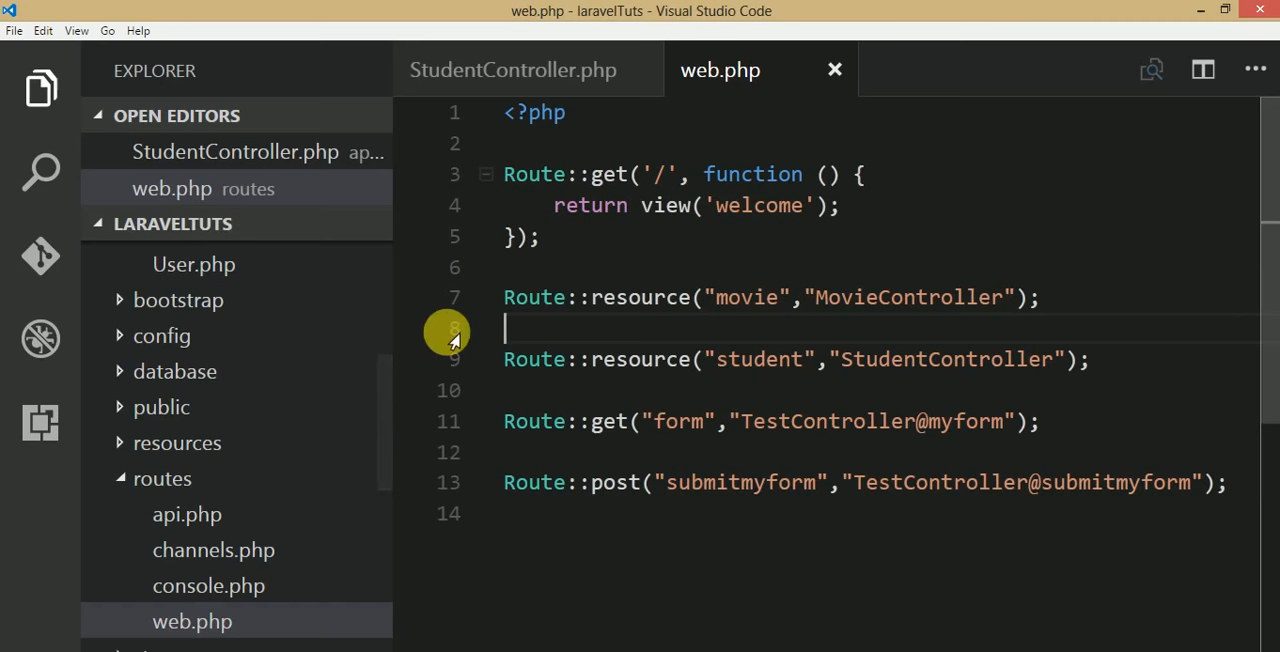 web.php - laravelTuts - Visual Studio Code
File Edit View Go Help
EXPLORER
OPEN EDITORS
StudentController.php ap...
web.php routes
LARAVELTUTS
User.php
bootstrap
config
database
public
resources
routes
api.php
channels.php
console.php
web.php
StudentController.php web.php
1 <?php
2
3 Route::get('/', function () {
4 return view('welcome');
5 });
6
7 Route::resource("movie","MovieController");
8
9 Route::resource("student","StudentController");
10
11 Route::get("form","TestController@myform");
12
13 Route::post("submitmyform","TestController@submitmyform");
14